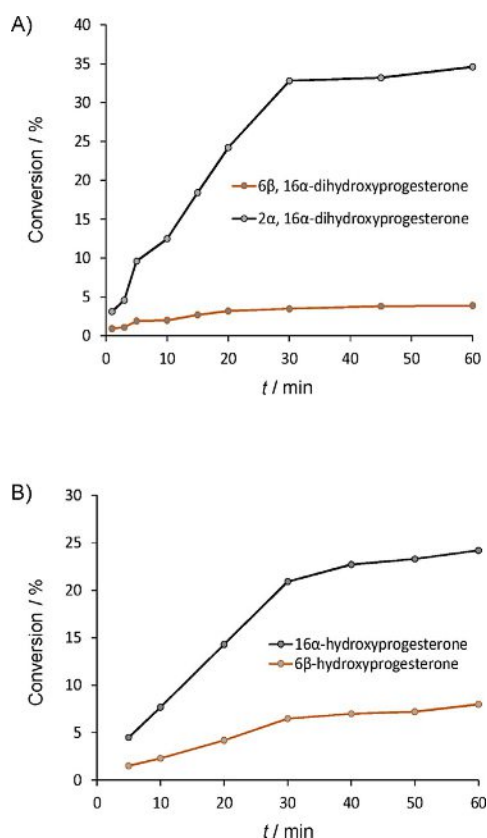 A)
40
35
30
25
20
15
10
5
0
Conversion / %
6β, 16α-dihydroxyprogesterone
2α, 16α-dihydroxyprogesterone
0 10 20 30 40 50 60
t / min
B)
30
25
20
15
10
5
0
Conversion / %
16α-hydroxyprogesterone
6β-hydroxyprogesterone
0 10 20 30 40 50 60
t / min